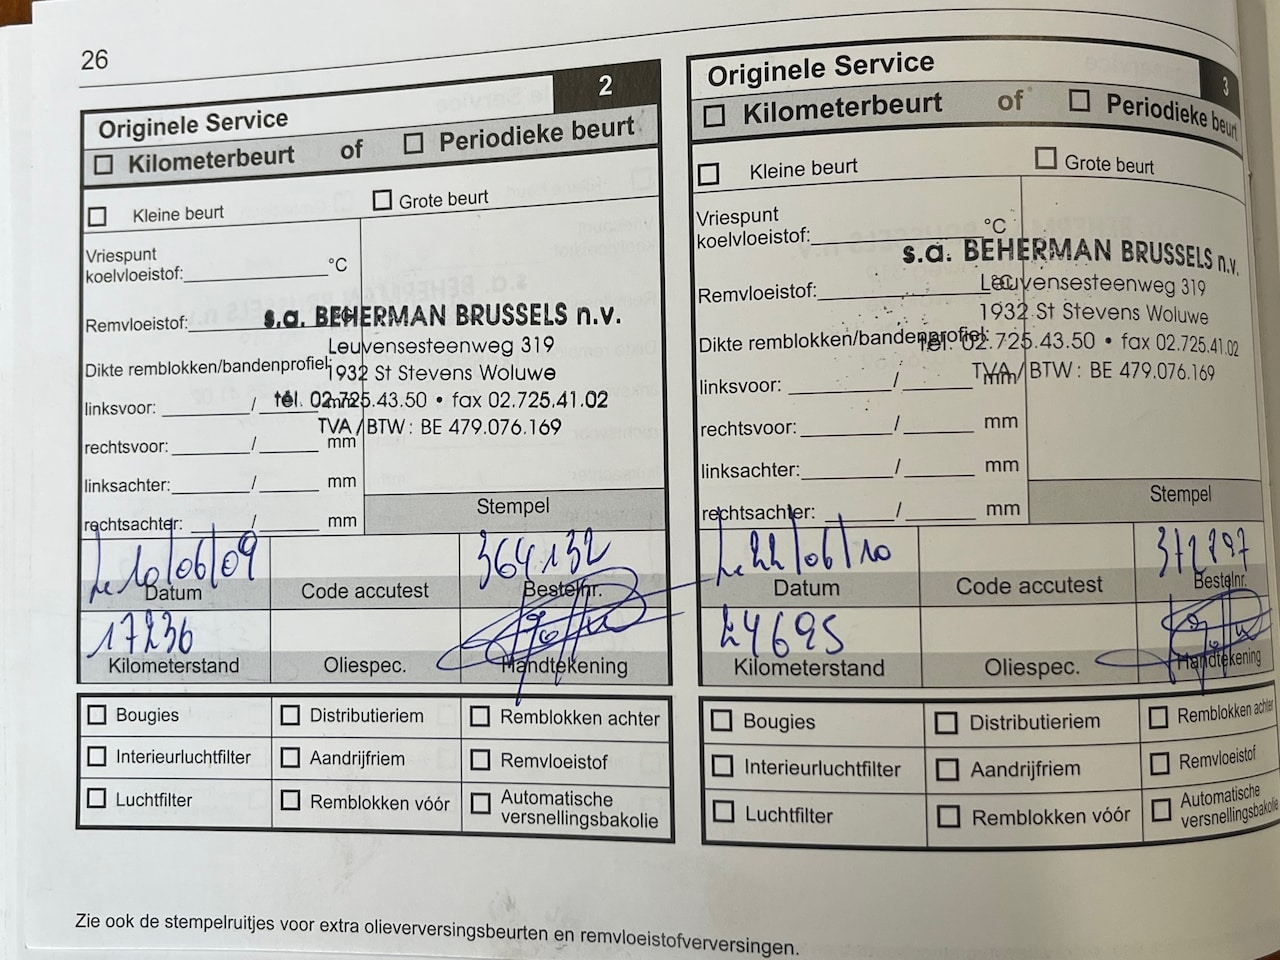 26
Originele Service 2
Kilometerbeurt of Periodieke beurt
Kleine beurt Grote beurt
Vriespunt
koelvloeistof: °C
Remvloeistof:
s.a. BEHERMAN BRUSSELS n.v.
Leuvensesteenweg 319
Dikte remblokken/bandenprofiel:
1932 St Stevens Woluwe
linksvoor: / mm
tél. 02.725.43.50 • fax 02.725.41.02
TVA/BTW: BE 479.076.169
rechtsvoor: / mm
linksachter: / mm
rechtsachter: / mm
Stempel
Le 10/06/09 364132
Datum Code accutest Bestelnr.
17236
Kilometerstand Oliespec. Handtekening
Bougies Distributieriem Remblokken achter
Interieurluchtfilter Aandrijfriem Remvloeistof
Luchtfilter Remblokken vóór Automatische
versnellingsbakolie
Originele Service 3
Kilometerbeurt of Periodieke beurt
Kleine beurt Grote beurt
Vriespunt
koelvloeistof: °C
s.a. BEHERMAN BRUSSELS n.v.
Remvloeistof: °C
Leuvensesteenweg 319
1932 St Stevens Woluwe
Dikte remblokken/bandenprofiel:
tél. 02.725.43.50 • fax 02.725.41.02
linksvoor: / mm
TVA/BTW: BE 479.076.169
rechtsvoor: / mm
linksachter: / mm
rechtsachter: / mm
Stempel
Le 22/06/10
Datum Code accutest Bestelnr.
24695
Kilometerstand Oliespec. Handtekening
Bougies Distributieriem Remblokken achter
Interieurluchtfilter Aandrijfriem Remvloeistof
Luchtfilter Remblokken vóór Automatische
versnellingsbakolie
Zie ook de stempelruitjes voor extra olieverversingsbeurten en remvloeistofverversingen.